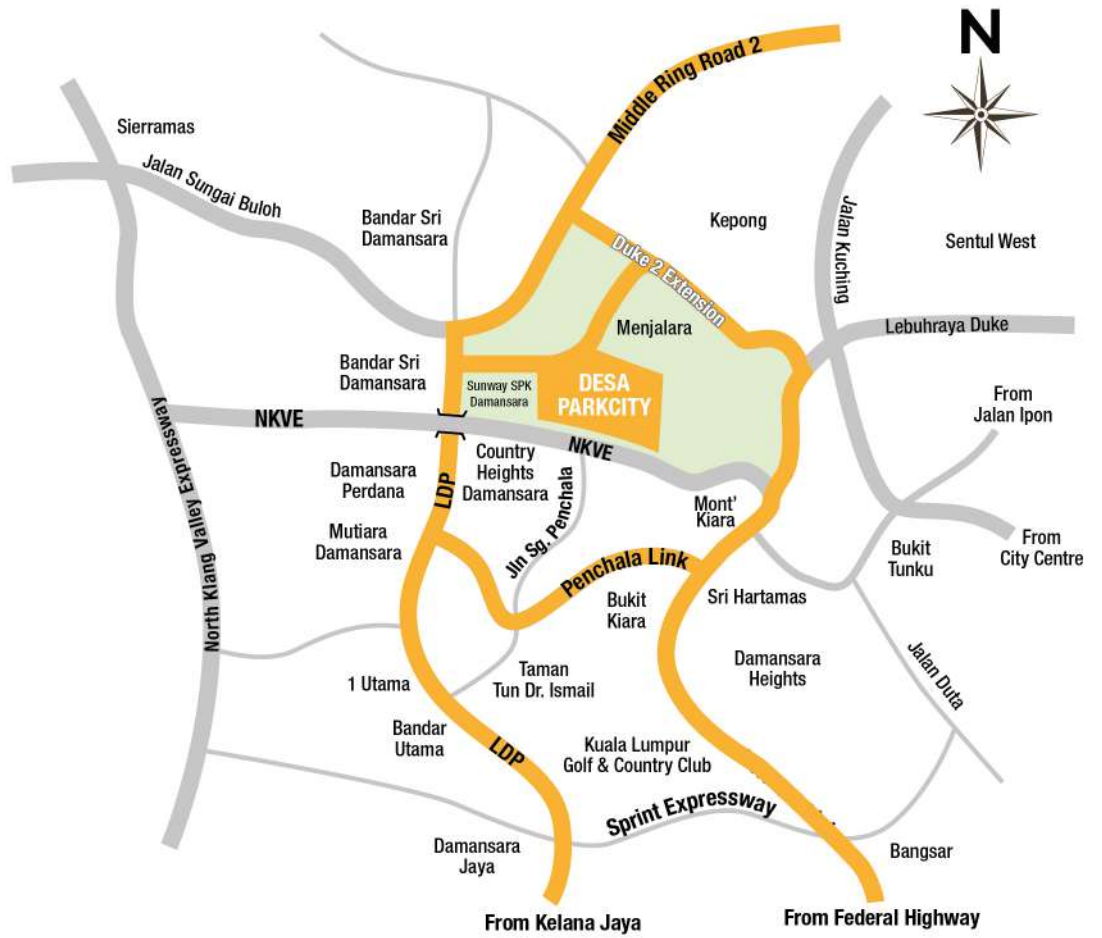 N
Middle Ring Road 2
Sierramas
Jalan Sungai Buloh
Bandar Sri
Damansara
Kepong
Jalan Kuching
Sentul West
Duke 2 Extension
Menjalara
Lebuhraya Duke
Bandar Sri
Damansara
Sunway SPK
Damansara
DESA
PARKCITY
From
Jalan Ipon
NKVE
NKVE
North Klang Valley Expressway
Damansara
Perdana
LDP
Country
Heights
Damansara
Jln Sg. Penchala
Mont'
Kiara
Mutiara
Damansara
Bukit
Tunku
From
City Centre
Penchala Link
Bukit
Kiara
Sri Hartamas
Damansara
Heights
Jalan Duta
1 Utama
Taman
Tun Dr. Ismail
Bandar
Utama
LDP
Kuala Lumpur
Golf & Country Club
Sprint Expressway
Damansara
Jaya
Bangsar
From Kelana Jaya
From Federal Highway